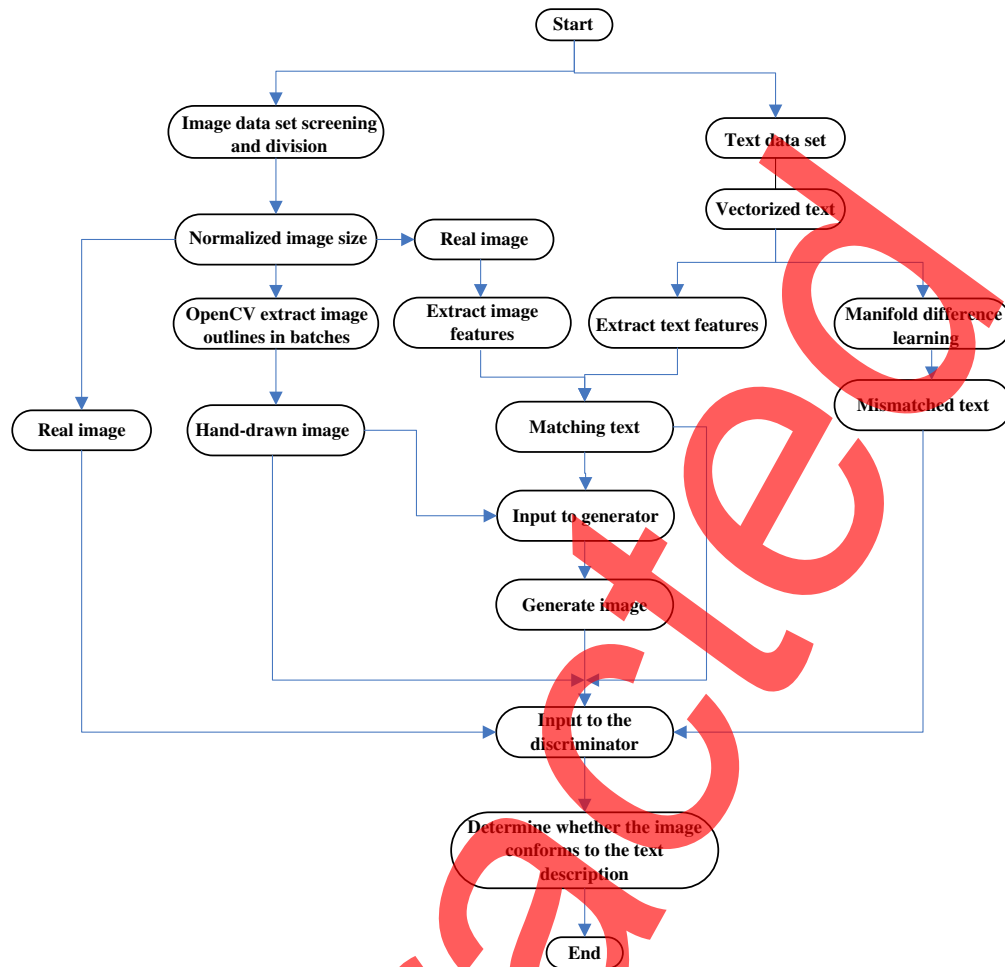 Start
Image data set screening
and division
Text data set
Vectorized text
Normalized image size
Real image
OpenCV extract image
outlines in batches
Extract image
features
Extract text features
Manifold difference
learning
Real image
Hand-drawn image
Matching text
Mismatched text
Input to generator
Generate image
Input to the
discriminator
Determine whether the image
conforms to the text
description
End
acted